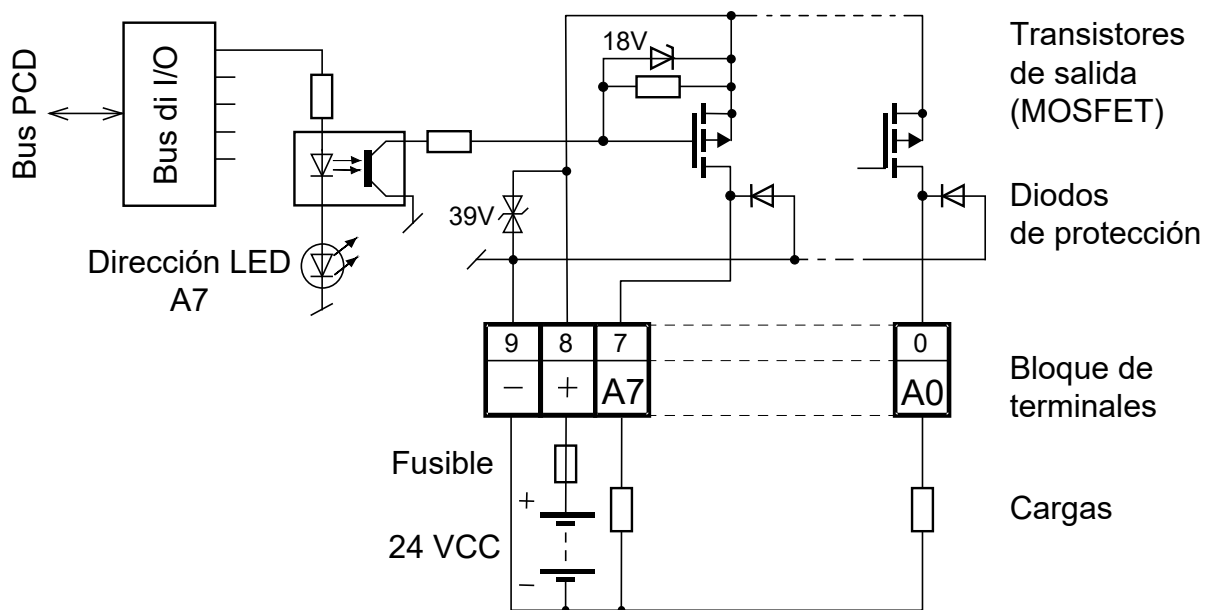 Bus PCD
Bus di I/O
18V
Transistores
de salida
(MOSFET)
39V
Diodos
de protección
Dirección LED
A7
9
8
7
0
−
+
A7
A0
Bloque de
terminales
Fusible
+
24 VCC
−
Cargas